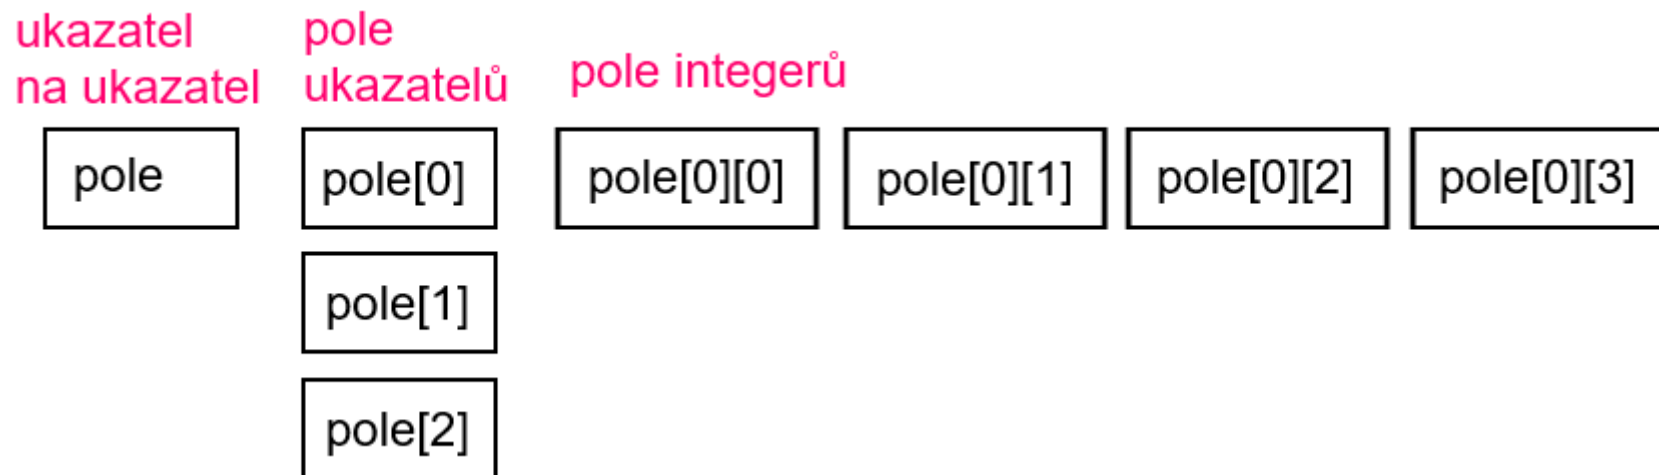 ukazatel
na ukazatel
pole
ukazatelů
pole integerů
pole
pole[0]
pole[0][0]
pole[0][1]
pole[0][2]
pole[0][3]
pole[1]
pole[2]